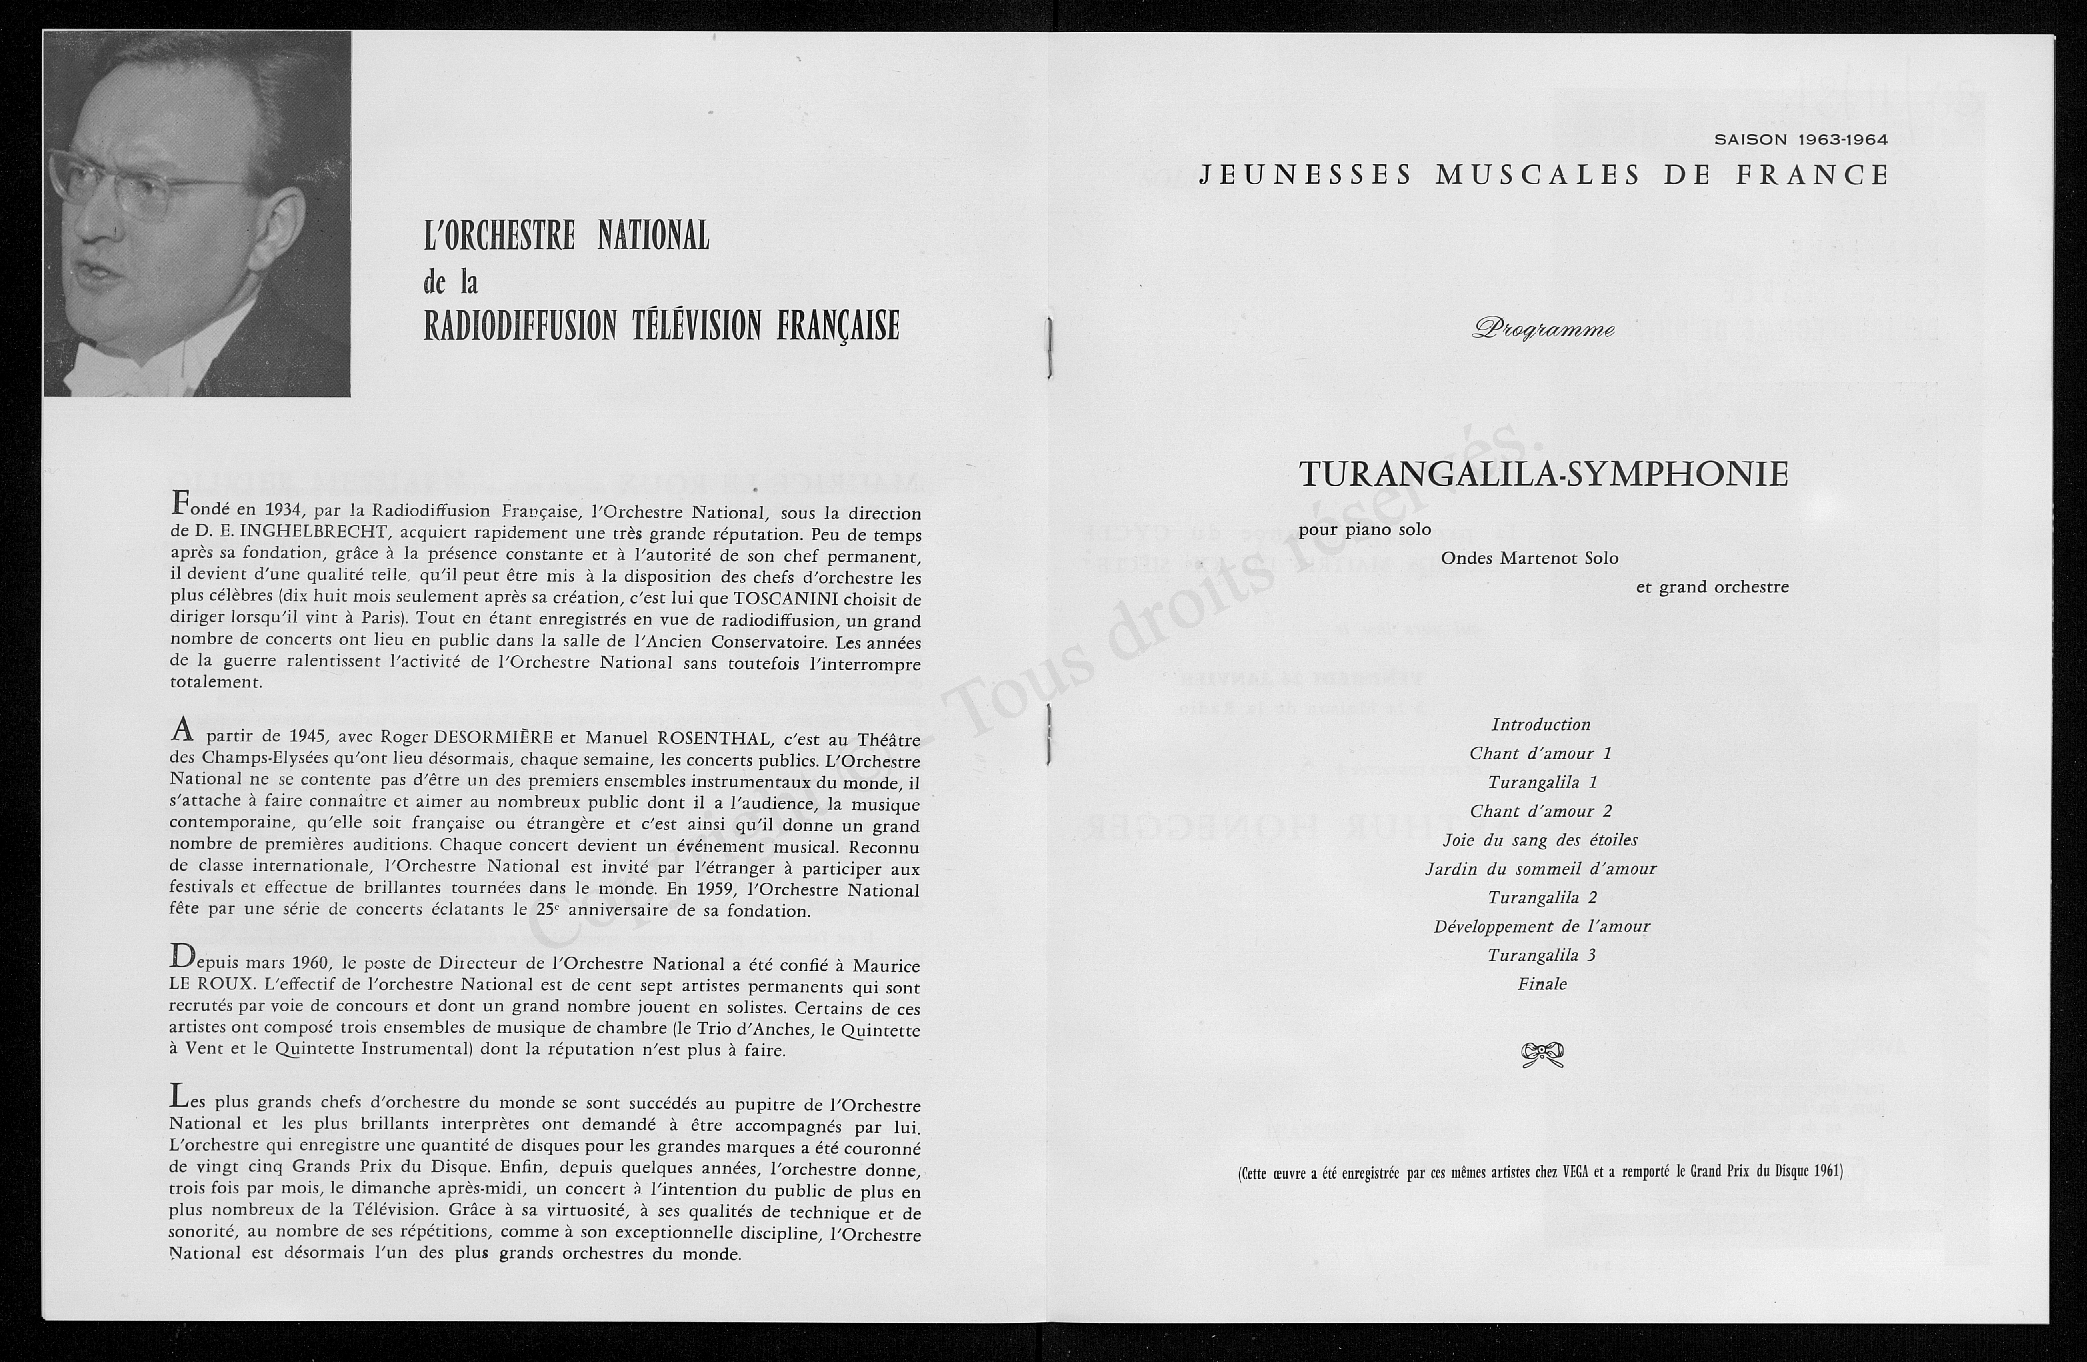 L'ORCHESTRE NATIONAL
de la
RADIODIFFUSION TÉLÉVISION FRANÇAISE
Fondé en 1934, par la Radiodiffusion Française, l'Orchestre National, sous la direction
de D. E. INGHELBRECHT, acquiert rapidement une très grande réputation. Peu de temps
après sa fondation, grâce à la présence constante et à l'autorité de son chef permanent,
il devient d'une qualité telle, qu'il peut être mis à la disposition des chefs d'orchestre les
plus célèbres (dix huit mois seulement après sa création, c'est lui que TOSCANINI choisit de
diriger lorsqu'il vint à Paris). Tout en étant enregistrés en vue de radiodiffusion, un grand
nombre de concerts ont lieu en public dans la salle de l'Ancien Conservatoire. Les années
de la guerre ralentissent l'activité de l'Orchestre National sans toutefois l'interrompre
totalement.
A partir de 1945, avec Roger DESORMIÈRE et Manuel ROSENTHAL, c'est au Théâtre
des Champs-Elysées qu'ont lieu désormais, chaque semaine, les concerts publics. L'Orchestre
National ne se contente pas d'être un des premiers ensembles instrumentaux du monde, il
s'attache à faire connaître et aimer au nombreux public dont il a l'audience, la musique
contemporaine, qu'elle soit française ou étrangère et c'est ainsi qu'il donne un grand
nombre de premières auditions. Chaque concert devient un événement musical. Reconnu
de classe internationale, l'Orchestre National est invité par l'étranger à participer aux
festivals et effectue de brillantes tournées dans le monde. En 1959, l'Orchestre National
fête par une série de concerts éclatants le 25e anniversaire de sa fondation.
Depuis mars 1960, le poste de Directeur de l'Orchestre National a été confié à Maurice
LE ROUX. L'effectif de l'orchestre National est de cent sept artistes permanents qui sont
recrutés par voie de concours et dont un grand nombre jouent en solistes. Certains de ces
artistes ont composé trois ensembles de musique de chambre (le Trio d'Anches, le Quintette
à Vent et le Quintette Instrumental) dont la réputation n'est plus à faire.
Les plus grands chefs d'orchestre du monde se sont succédés au pupitre de l'Orchestre
National et les plus brillants interprètes ont demandé à être accompagnés par lui.
L'orchestre qui enregistre une quantité de disques pour les grandes marques a été couronné
de vingt cinq Grands Prix du Disque. Enfin, depuis quelques années, l'orchestre donne,
trois fois par mois, le dimanche après-midi, un concert à l'intention du public de plus en
plus nombreux de la Télévision. Grâce à sa virtuosité, à ses qualités de technique et de
sonorité, au nombre de ses répétitions, comme à son exceptionnelle discipline, l'Orchestre
National est désormais l'un des plus grands orchestres du monde.
SAISON 1963-1964
JEUNESSES MUSCALES DE FRANCE
Programme
TURANGALILA-SYMPHONIE
pour piano solo
Ondes Martenot Solo
et grand orchestre
Introduction
Chant d'amour 1
Turangalila 1
Chant d'amour 2
Joie du sang des étoiles
Jardin du sommeil d'amour
Turangalila 2
Développement de l'amour
Turangalila 3
Finale
(Cette œuvre a été enregistrée par ces mêmes artistes chez VEGA et a remporté le Grand Prix du Disque 1961)
Copyright © - Tous droits réservés.